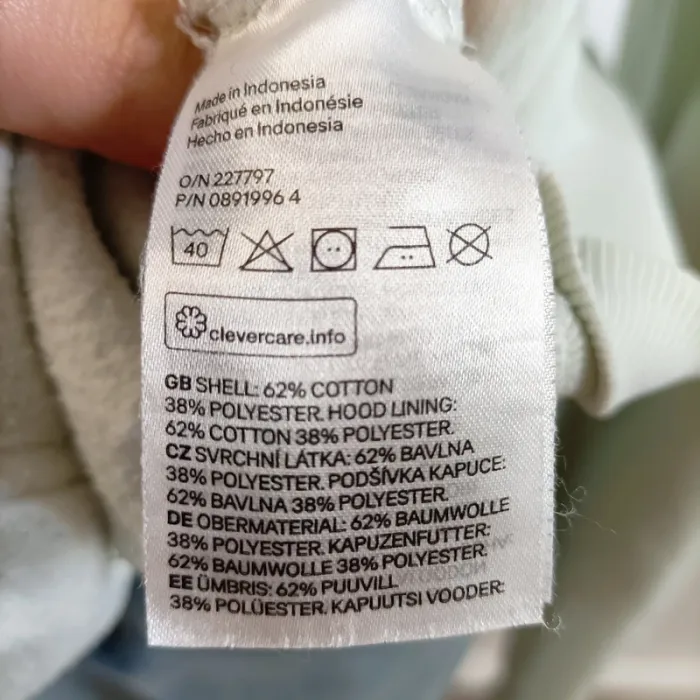 Made in Indonesia
Fabriqué en Indonésie
Hecho en Indonesia
O/N 227797
P/N 0891996 4
40
clevercare.info
GB SHELL: 62% COTTON
38% POLYESTER. HOOD LINING:
62% COTTON 38% POLYESTER.
CZ SVRCHNÍ LÁTKA: 62% BAVLNA
38% POLYESTER. PODŠÍVKA KAPUCE:
62% BAVLNA 38% POLYESTER.
DE OBERMATERIAL: 62% BAUMWOLLE
38% POLYESTER. KAPUZENFUTTER:
62% BAUMWOLLE 38% POLYESTER.
EE ÜMBRIS: 62% PUUVILL
38% POLÜESTER. KAPUUTSI VOODER: